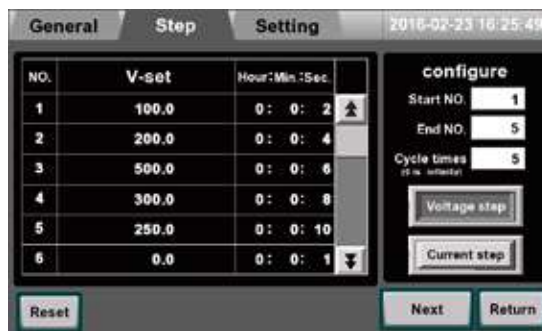 General Step Setting 2016-02-23 16:25:49
NO. V-set Hour:Min.:Sec.
1 100.0 0: 0: 2
2 200.0 0: 0: 4
3 500.0 0: 0: 6
4 300.0 0: 0: 8
5 250.0 0: 0: 10
6 0.0 0: 0: 1
configure
Start NO. 1
End NO. 5
Cycle times 5
Voltage step
Current step
Reset
Next
Return